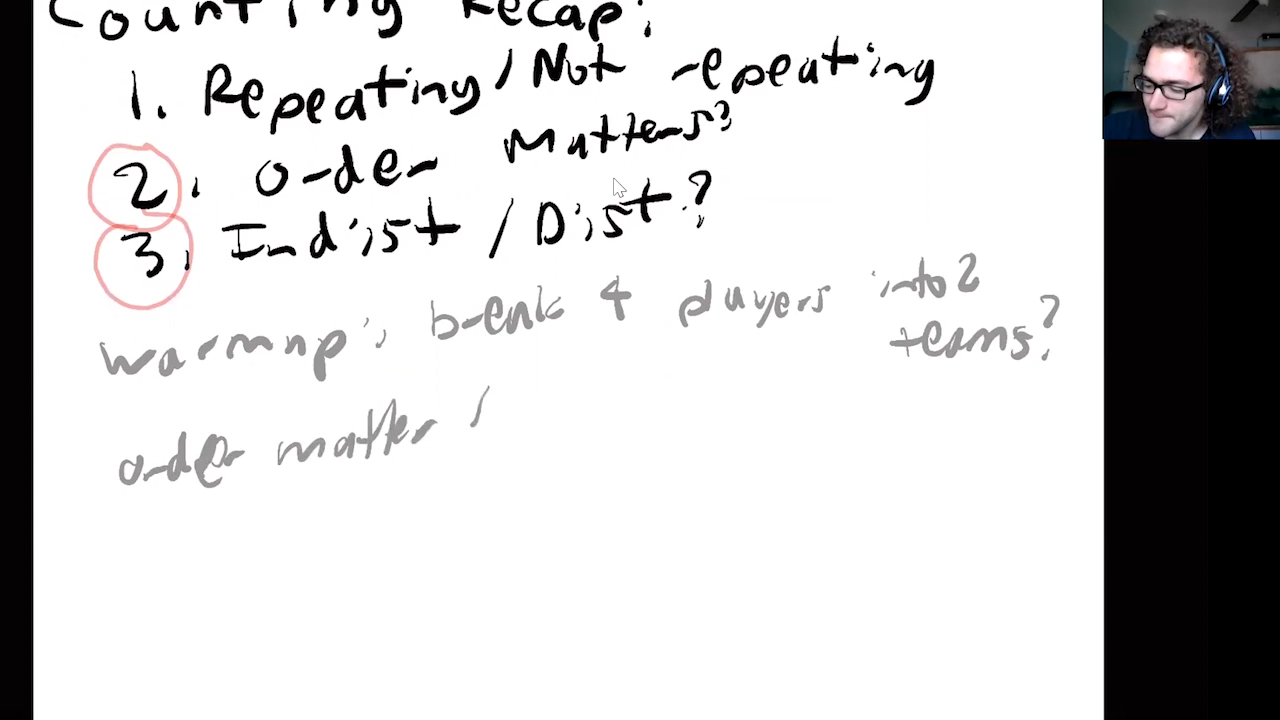 Counting Recap:
1. Repeating / Not repeating
2. Order Matters?
3. Indist / Dist?
warmup: break 4 players into 2
teams?
order matter /